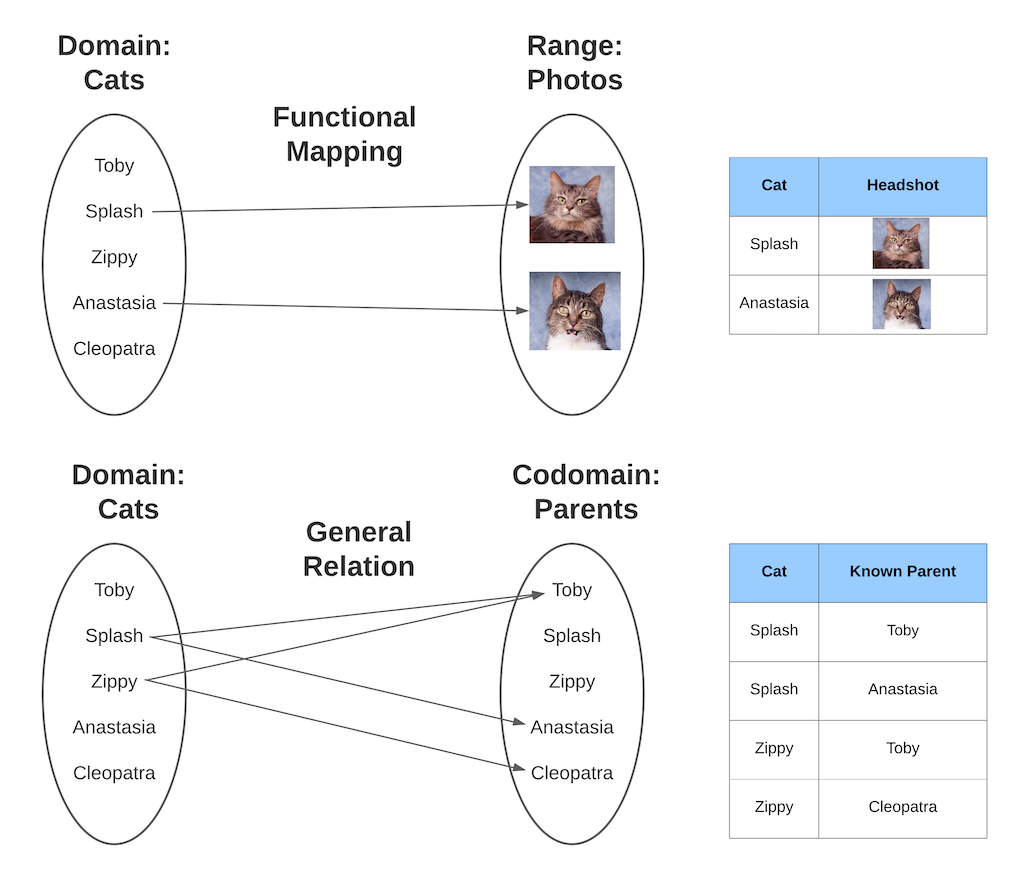 Domain:
Cats
Range:
Photos
Functional
Mapping
Toby
Splash
Zippy
Anastasia
Cleopatra
Cat Headshot
Splash
Anastasia
Domain:
Cats
Codomain:
Parents
General
Relation
Toby
Splash
Zippy
Anastasia
Cleopatra
Toby
Splash
Zippy
Anastasia
Cleopatra
Cat Known Parent
Splash Toby
Splash Anastasia
Zippy Toby
Zippy Cleopatra